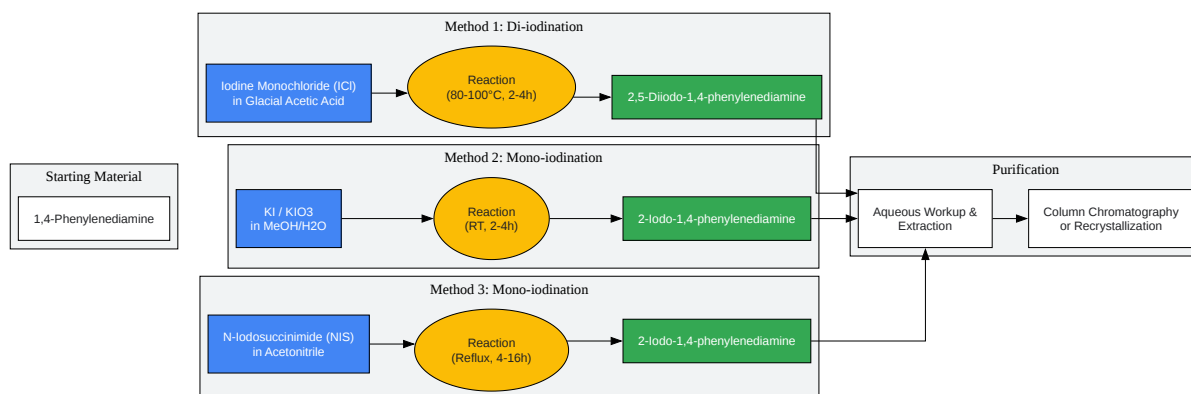 Method 1: Di-iodination
Iodine Monochloride (ICl)
in Glacial Acetic Acid
Reaction
(80-100°C, 2-4h)
2,5-Diiodo-1,4-phenylenediamine
Starting Material
1,4-Phenylenediamine
Method 2: Mono-iodination
KI / KIO3
in MeOH/H2O
Reaction
(RT, 2-4h)
2-Iodo-1,4-phenylenediamine
Purification
Aqueous Workup &
Extraction
Column Chromatography
or Recrystallization
Method 3: Mono-iodination
N-Iodosuccinimide (NIS)
in Acetonitrile
Reaction
(Reflux, 4-16h)
2-Iodo-1,4-phenylenediamine